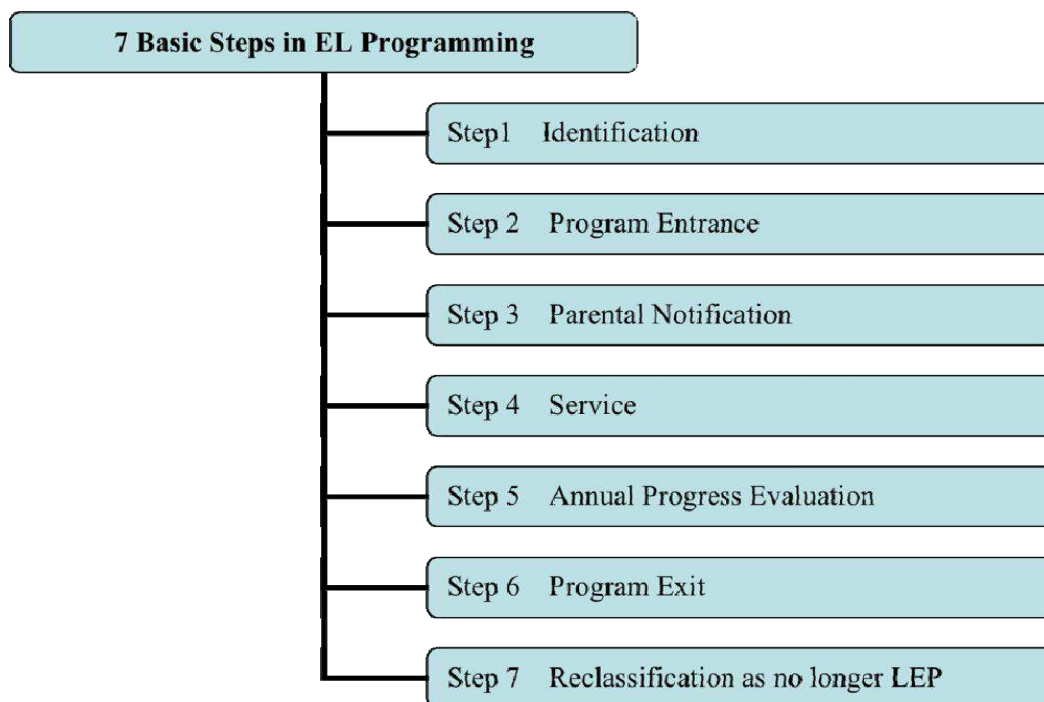 7 Basic Steps in EL Programming
Step1 Identification
Step 2 Program Entrance
Step 3 Parental Notification
Step 4 Service
Step 5 Annual Progress Evaluation
Step 6 Program Exit
Step 7 Reclassification as no longer LEP